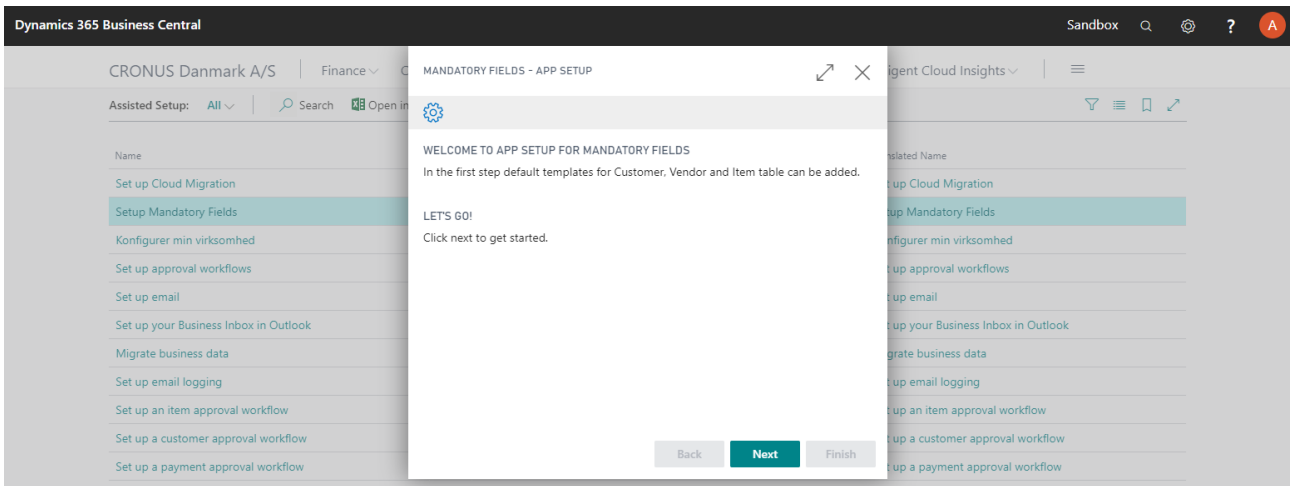 Dynamics 365 Business Central
Sandbox
?
A
CRONUS Danmark A/S
Finance
MANDATORY FIELDS - APP SETUP
Cloud Insights
Assisted Setup: All
Search
Open in
WELCOME TO APP SETUP FOR MANDATORY FIELDS
In the first step default templates for Customer, Vendor and Item table can be added.
LET'S GO!
Click next to get started.
Back
Next
Finish
Name
Name
Set up Cloud Migration
up Cloud Migration
Setup Mandatory Fields
Mandatory Fields
Konfigurer min virksomhed
min virksomhed
Set up approval workflows
up approval workflows
Set up email
up email
Set up your Business Inbox in Outlook
up your Business Inbox in Outlook
Migrate business data
business data
Set up email logging
up email logging
Set up an item approval workflow
up an item approval workflow
Set up a customer approval workflow
up a customer approval workflow
Set up a payment approval workflow
up a payment approval workflow